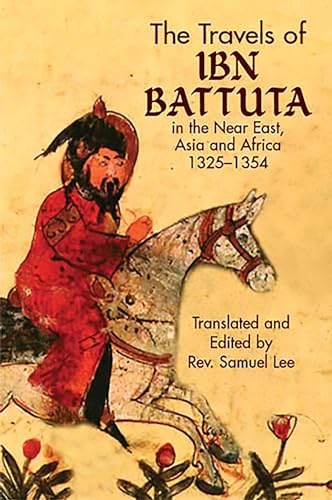 The Travels of
IBN
BATTUTA
in the Near East,
Asia and Africa
1325–1354
Translated and
Edited by
Rev. Samuel Lee